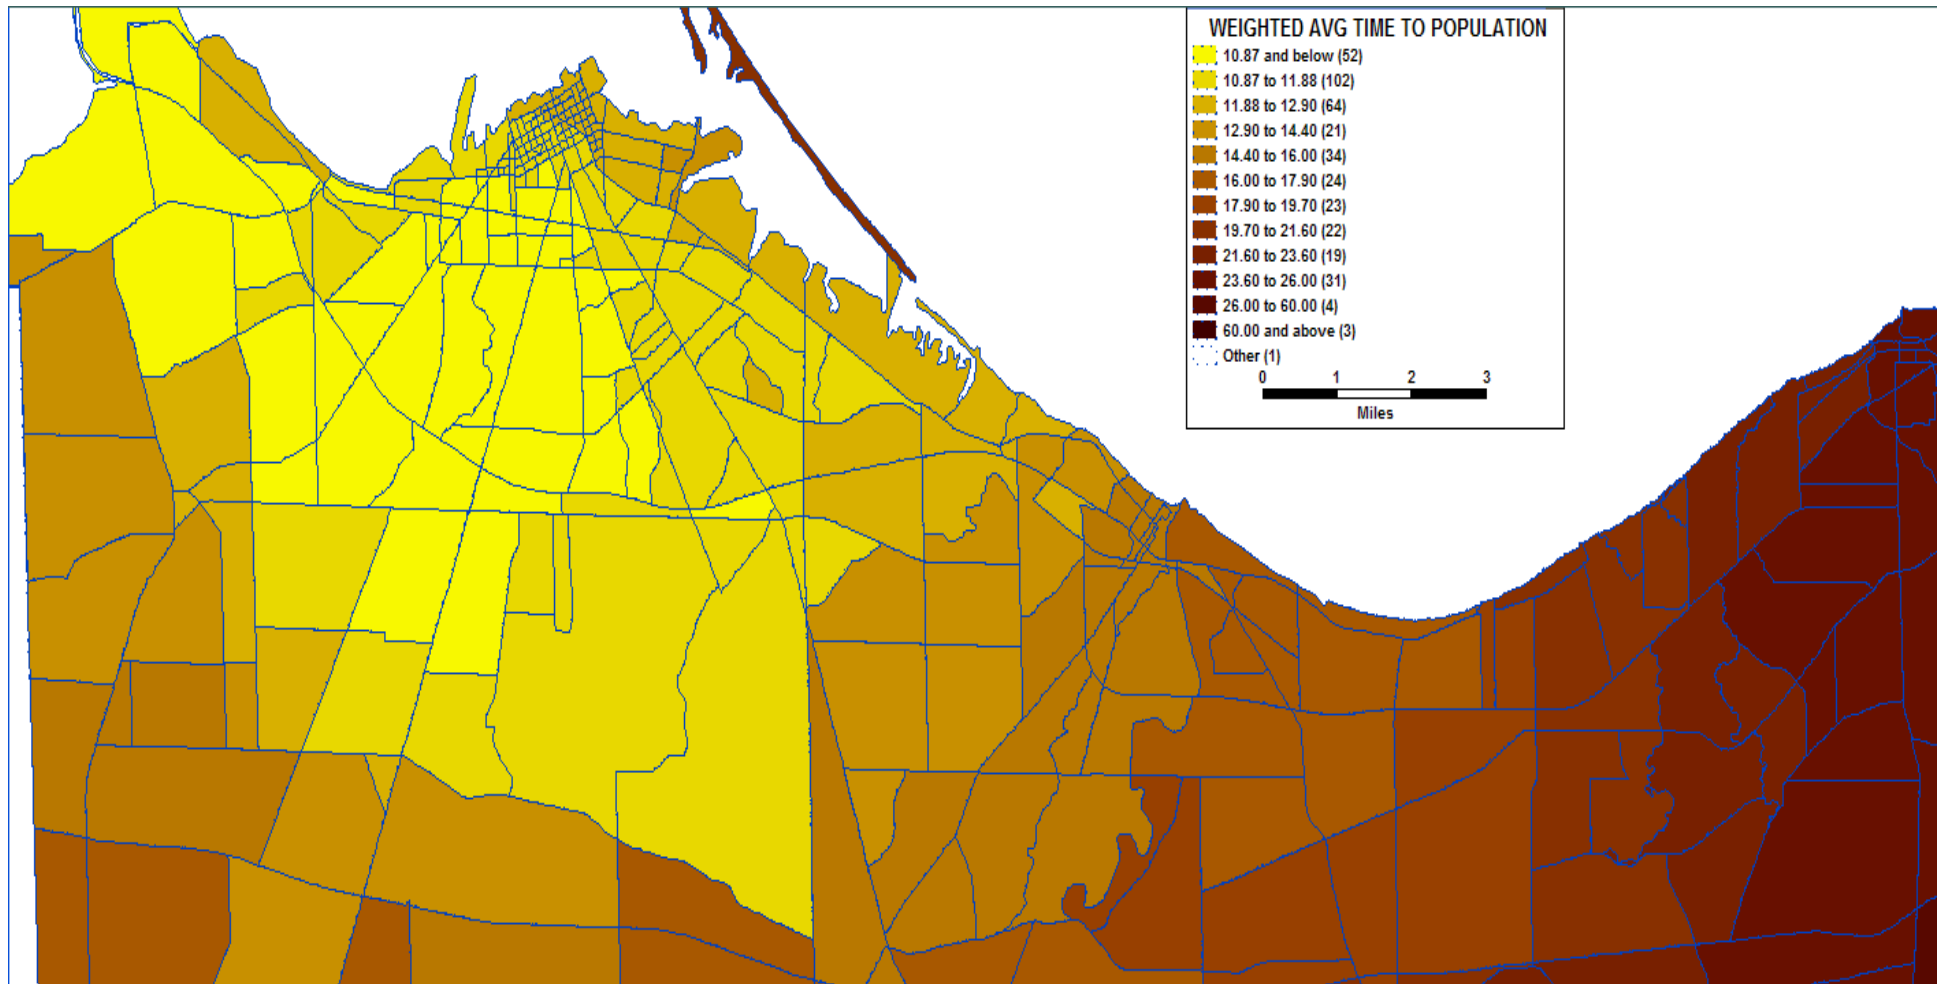 WEIGHTED AVG TIME TO POPULATION
10.87 and below (52)
10.87 to 11.88 (102)
11.88 to 12.90 (64)
12.90 to 14.40 (21)
14.40 to 16.00 (34)
16.00 to 17.90 (24)
17.90 to 19.70 (23)
19.70 to 21.60 (22)
21.60 to 23.60 (19)
23.60 to 26.00 (31)
26.00 to 60.00 (4)
60.00 and above (3)
Other (1)
0 1 2 3
Miles